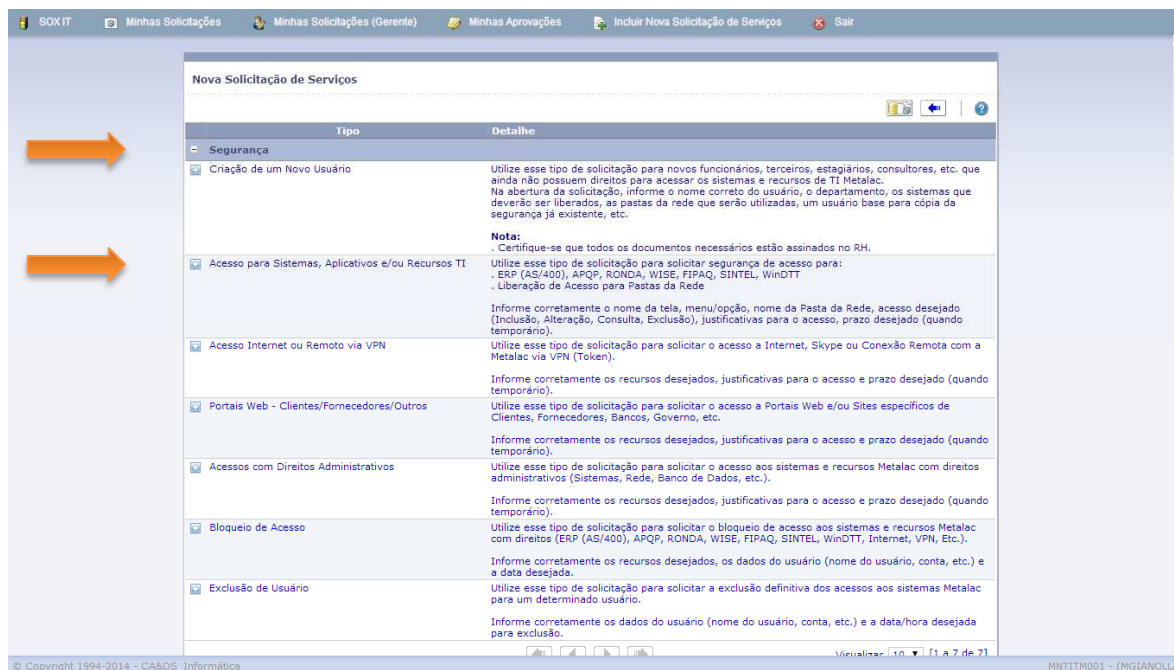 SOX IT Minhas Solicitações Minhas Solicitações (Gerente) Minhas Aprovações Incluir Nova Solicitação de Serviços Sair
Nova Solicitação de Serviços
Tipo Detalhe
Segurança
Criação de um Novo Usuário
Utilize esse tipo de solicitação para novos funcionários, terceiros, estagiários, consultores, etc. que
ainda não possuem direitos para acessar os sistemas e recursos de TI Metalac.
Na abertura da solicitação, informe o nome correto do usuário, o departamento, os sistemas que
deverão ser liberados, as pastas da rede que serão utilizadas, um usuário base para cópia da
segurança já existente, etc.
Nota:
. Certifique-se que todos os documentos necessários estão assinados no RH.
Acesso para Sistemas, Aplicativos e/ou Recursos TI
Utilize esse tipo de solicitação para solicitar segurança de acesso para:
. ERP (AS/400), APQP, RONDA, WISE, FIPAQ, SINTEL, WinDTT
. Liberação de Acesso para Pastas da Rede
Informe corretamente o nome da tela, menu/opção, nome da Pasta da Rede, acesso desejado
(Inclusão, Alteração, Consulta, Exclusão), justificativas para o acesso, prazo desejado (quando
temporário).
Acesso Internet ou Remoto via VPN
Utilize esse tipo de solicitação para solicitar o acesso a Internet, Skype ou Conexão Remota com a
Metalac via VPN (Token).
Informe corretamente os recursos desejados, justificativas para o acesso e prazo desejado (quando
temporário).
Portais Web - Clientes/Fornecedores/Outros
Utilize esse tipo de solicitação para solicitar o acesso a Portais Web e/ou Sites específicos de
Clientes, Fornecedores, Bancos, Governo, etc.
Informe corretamente os recursos desejados, justificativas para o acesso e prazo desejado (quando
temporário).
Acessos com Direitos Administrativos
Utilize esse tipo de solicitação para solicitar o acesso aos sistemas e recursos Metalac com direitos
administrativos (Sistemas, Rede, Banco de Dados, etc.).
Informe corretamente os recursos desejados, justificativas para o acesso e prazo desejado (quando
temporário).
Bloqueio de Acesso
Utilize esse tipo de solicitação para solicitar o bloqueio de acesso aos sistemas e recursos Metalac
com direitos (ERP (AS/400), APQP, RONDA, WISE, FIPAQ, SINTEL, WinDTT, Internet, VPN, Etc.).
Informe corretamente os recursos desejados, os dados do usuário (nome do usuário, conta, etc.) e
a data desejada.
Exclusão de Usuário
Utilize esse tipo de solicitação para solicitar a exclusão definitiva dos acessos aos sistemas Metalac
para um determinado usuário.
Informe corretamente os dados do usuário (nome do usuário, conta, etc.) e a data/hora desejada
para exclusão.
Visualizar 10 [1 a 7 de 7]
© Copyright 1994-2014 - CA&DS Informática MNTITM001 - (MGIANOLI)